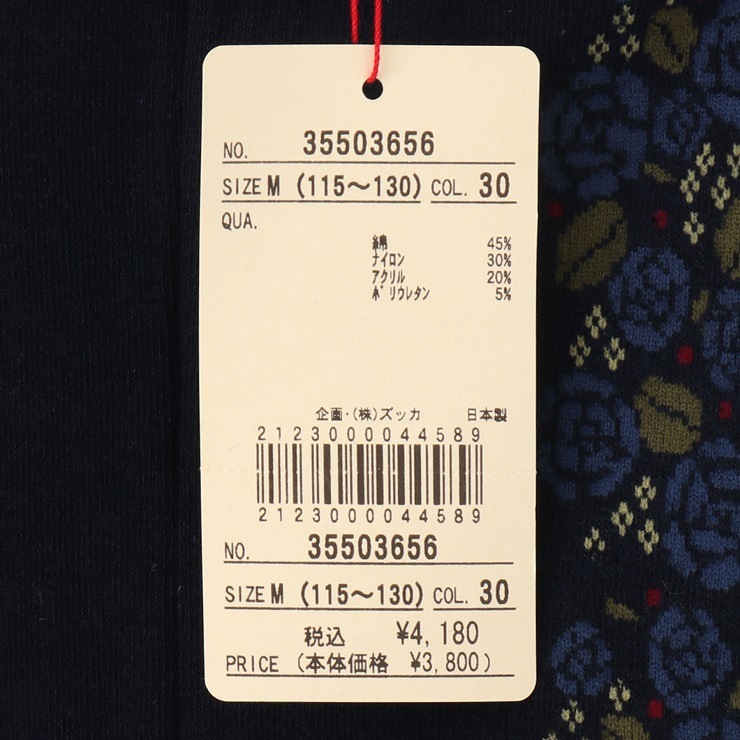 NO. 35503656
SIZE M (115～130) COL. 30
QUA.
綿 45%
ナイロン 30%
アクリル 20%
ポリウレタン 5%
企画・(株)ズッカ 日本製
2123000044589
2123000044589
NO. 35503656
SIZE M (115～130) COL. 30
税込 ¥4,180
PRICE (本体価格 ¥3,800)